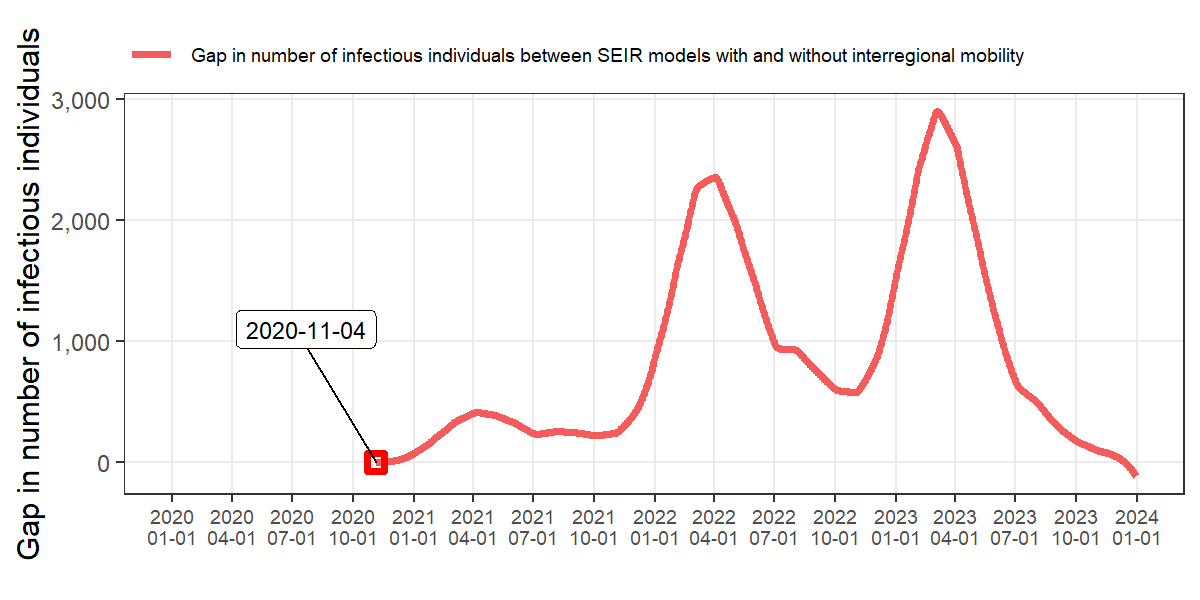 Gap in number of infectious individuals between SEIR models with and without interregional mobility
Gap in number of infectious individuals
3,000
2,000
1,000
0
2020-11-04
2020 2020 2020 2020 2021 2021 2021 2021 2022 2022 2022 2022 2023 2023 2023 2023 2024
01-01 04-01 07-01 10-01 01-01 04-01 07-01 10-01 01-01 04-01 07-01 10-01 01-01 04-01 07-01 10-01 01-01